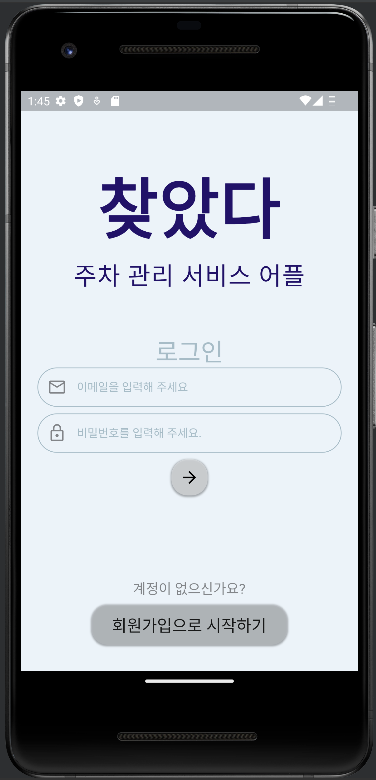 1:45
찾았다
주차 관리 서비스 어플
로그인
이메일을 입력해 주세요
비밀번호를 입력해 주세요.
계정이 없으신가요?
회원가입으로 시작하기